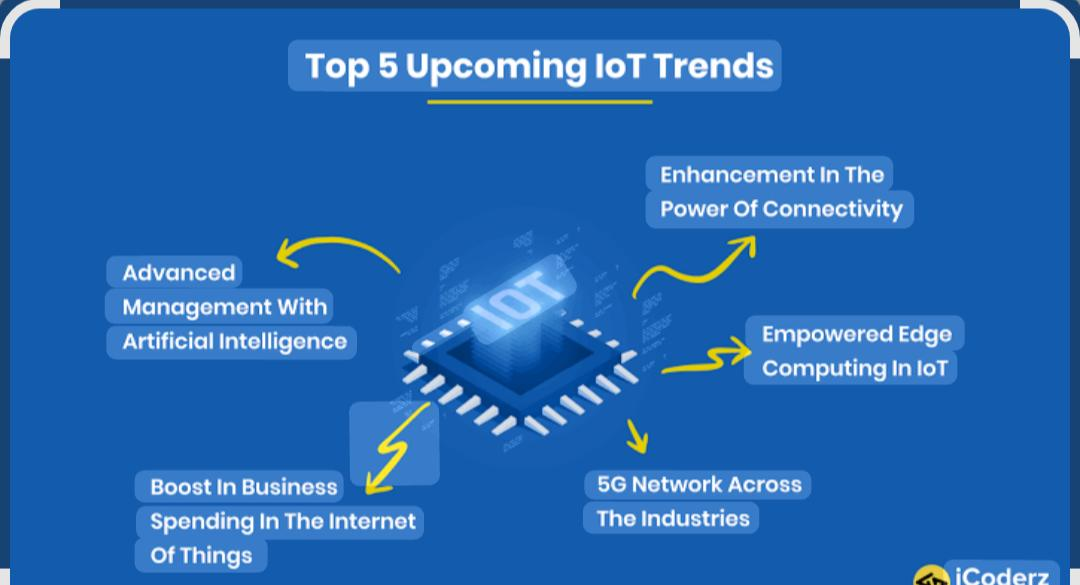 Top 5 Upcoming IoT Trends
Enhancement In The
Power Of Connectivity
Advanced
Management With
Artificial Intelligence
IOT
Empowered Edge
Computing In IoT
Boost In Business
Spending In The Internet
Of Things
5G Network Across
The Industries
iCoderz